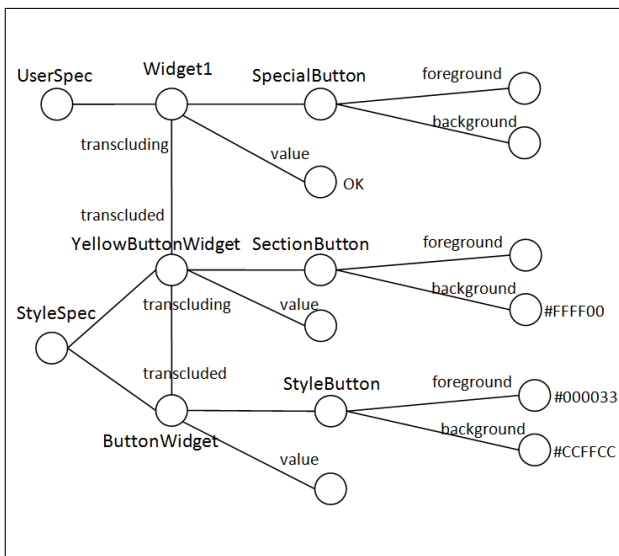 UserSpec
Widget1
SpecialButton
foreground
background
transcluding
value
OK
transcluded
YellowButtonWidget
SectionButton
foreground
background
#FFFF00
transcluding
value
StyleSpec
transcluded
StyleButton
foreground
#000033
background
#CCFFCC
ButtonWidget
value